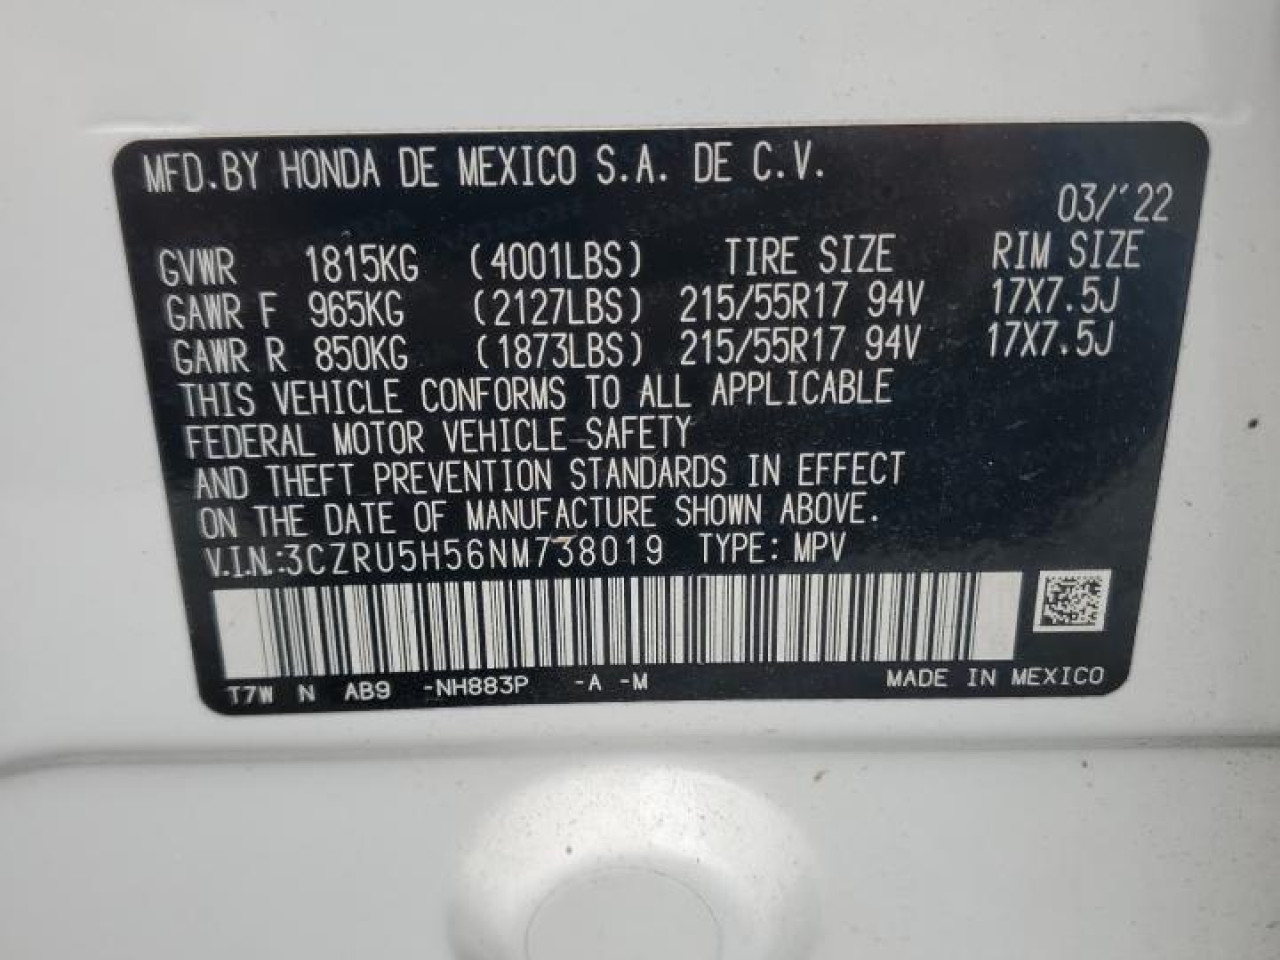 MFD.BY HONDA DE MEXICO S.A. DE C.V.
03/'22
GVWR 1815KG (4001LBS) TIRE SIZE RIM SIZE
GAWR F 965KG (2127LBS) 215/55R17 94V 17X7.5J
GAWR R 850KG (1873LBS) 215/55R17 94V 17X7.5J
THIS VEHICLE CONFORMS TO ALL APPLICABLE
FEDERAL MOTOR VEHICLE SAFETY
AND THEFT PREVENTION STANDARDS IN EFFECT
ON THE DATE OF MANUFACTURE SHOWN ABOVE.
V.I.N.:3CZRU5H56NM738019 TYPE: MPV
T7W N AB9 -NH883P -A -M MADE IN MEXICO